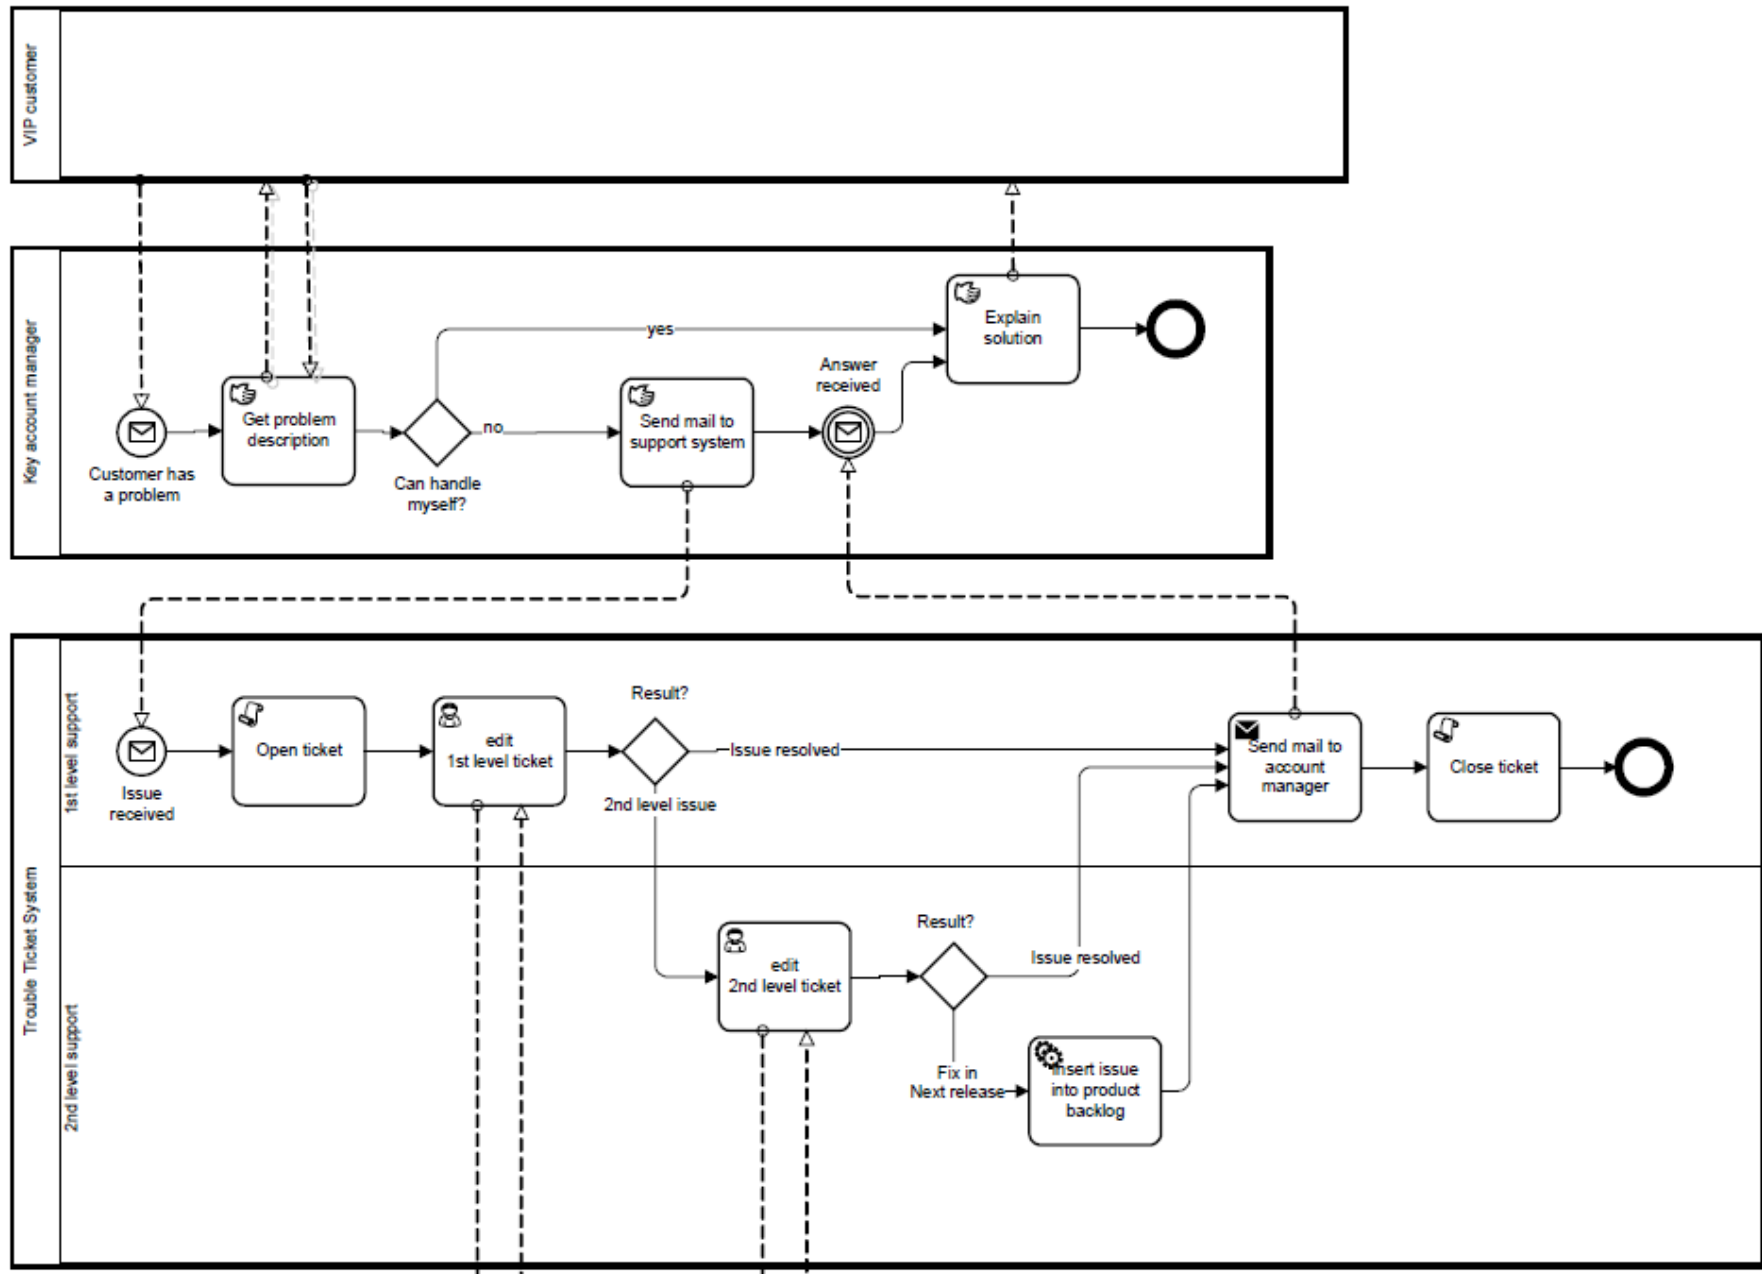 VIP customer
Key account manager
Customer has
a problem
Get problem
description
Can handle
myself?
yes
no
Send mail to
support system
Answer
received
Explain
solution
Trouble Ticket System
1st level support
Issue
received
Open ticket
edit
1st level ticket
Result?
Issue resolved
2nd level issue
Send mail to
account
manager
Close ticket
2nd level support
edit
2nd level ticket
Result?
Issue resolved
Fix in
Next release
Insert issue
into product
backlog